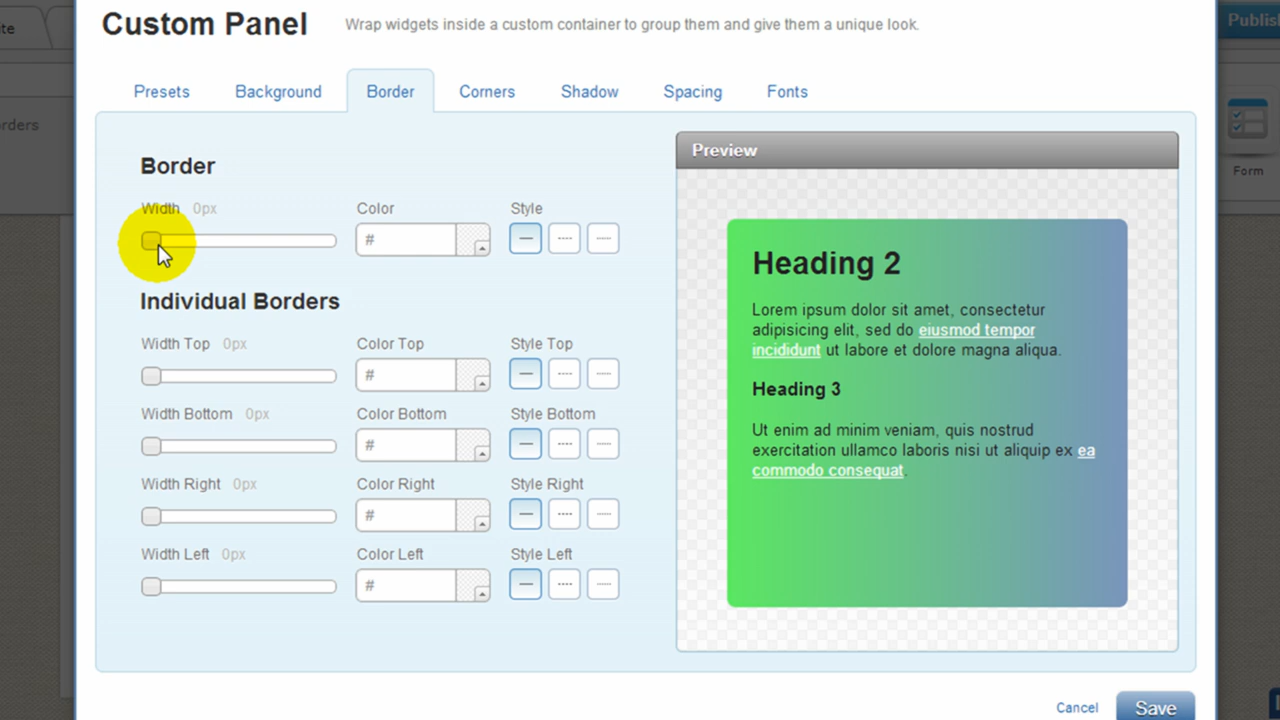 Custom Panel
Wrap widgets inside a custom container to group them and give them a unique look.
Publis
te
rders
Form
Presets Background Border Corners Shadow Spacing Fonts
Border
Width 0px Color Style
#
Individual Borders
Width Top 0px Color Top Style Top
#
Width Bottom 0px Color Bottom Style Bottom
#
Width Right 0px Color Right Style Right
#
Width Left 0px Color Left Style Left
#
Preview
Heading 2
Lorem ipsum dolor sit amet, consectetur
adipisicing elit, sed do eiusmod tempor
incididunt ut labore et dolore magna aliqua.
Heading 3
Ut enim ad minim veniam, quis nostrud
exercitation ullamco laboris nisi ut aliquip ex ea
commodo consequat.
Cancel Save